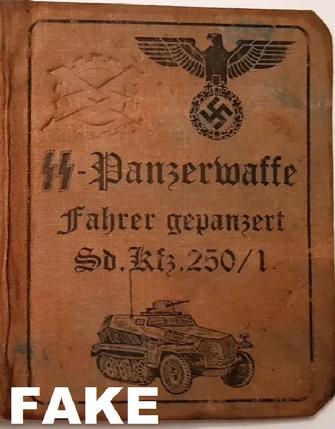 SS-Panzerwaffe
Fahrer gepanzert
Sd.Kfz.250/1
FAKE